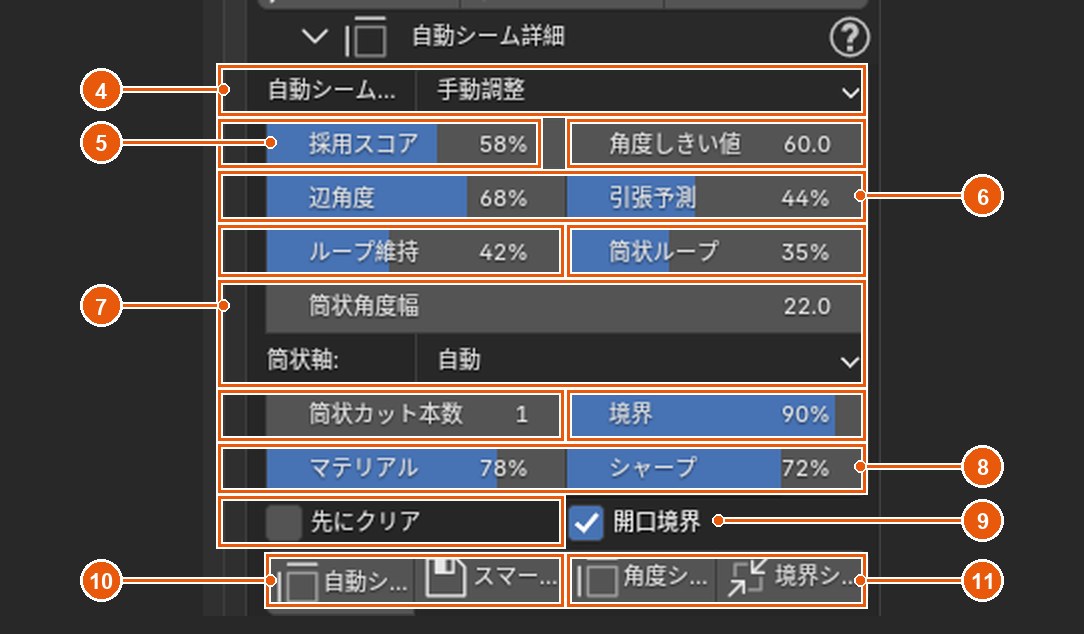 自動シーム詳細 ?
4 自動シーム... 手動調整
5 採用スコア 58% 角度しきい値 60.0
辺角度 68% 引張予測 44% 6
ループ維持 42% 筒状ループ 35%
7 筒状角度幅 22.0
筒状軸: 自動
筒状カット本数 1 境界 90%
マテリアル 78% シャープ 72% 8
先にクリア 開口境界 9
10 自動シ... スマー... 角度シ... 境界シ... 11